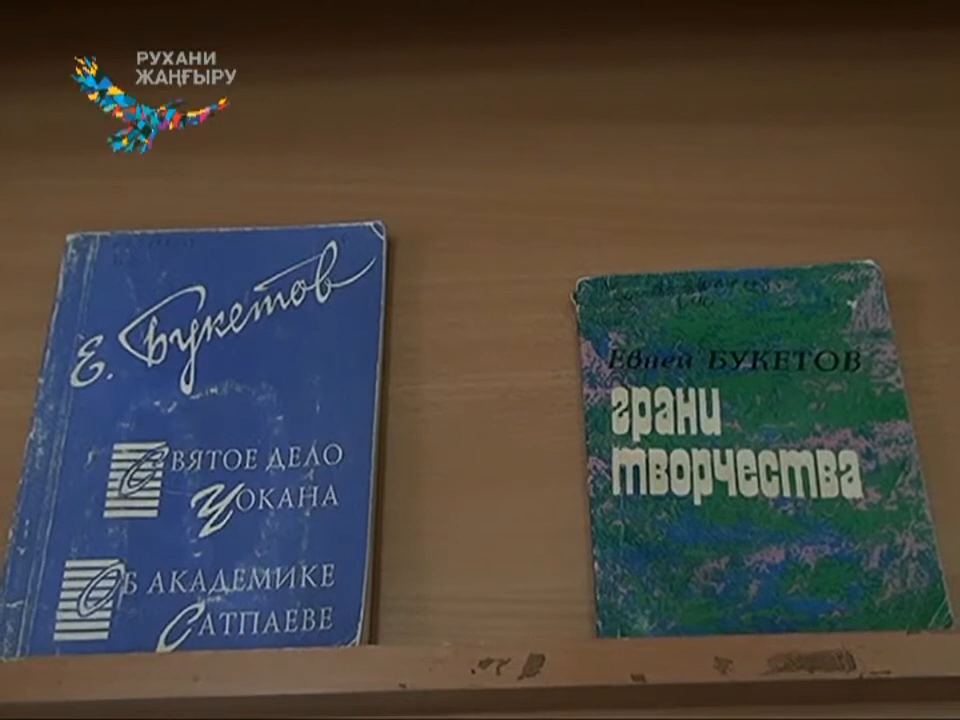 РУХАНИ
ЖАҢҒЫРУ
Е. Букетов
СВЯТОЕ ДЕЛО
ЧОКАНА
ОБ АКАДЕМИКЕ
САТПАЕВЕ
Евней БУКЕТОВ
грани
творчества